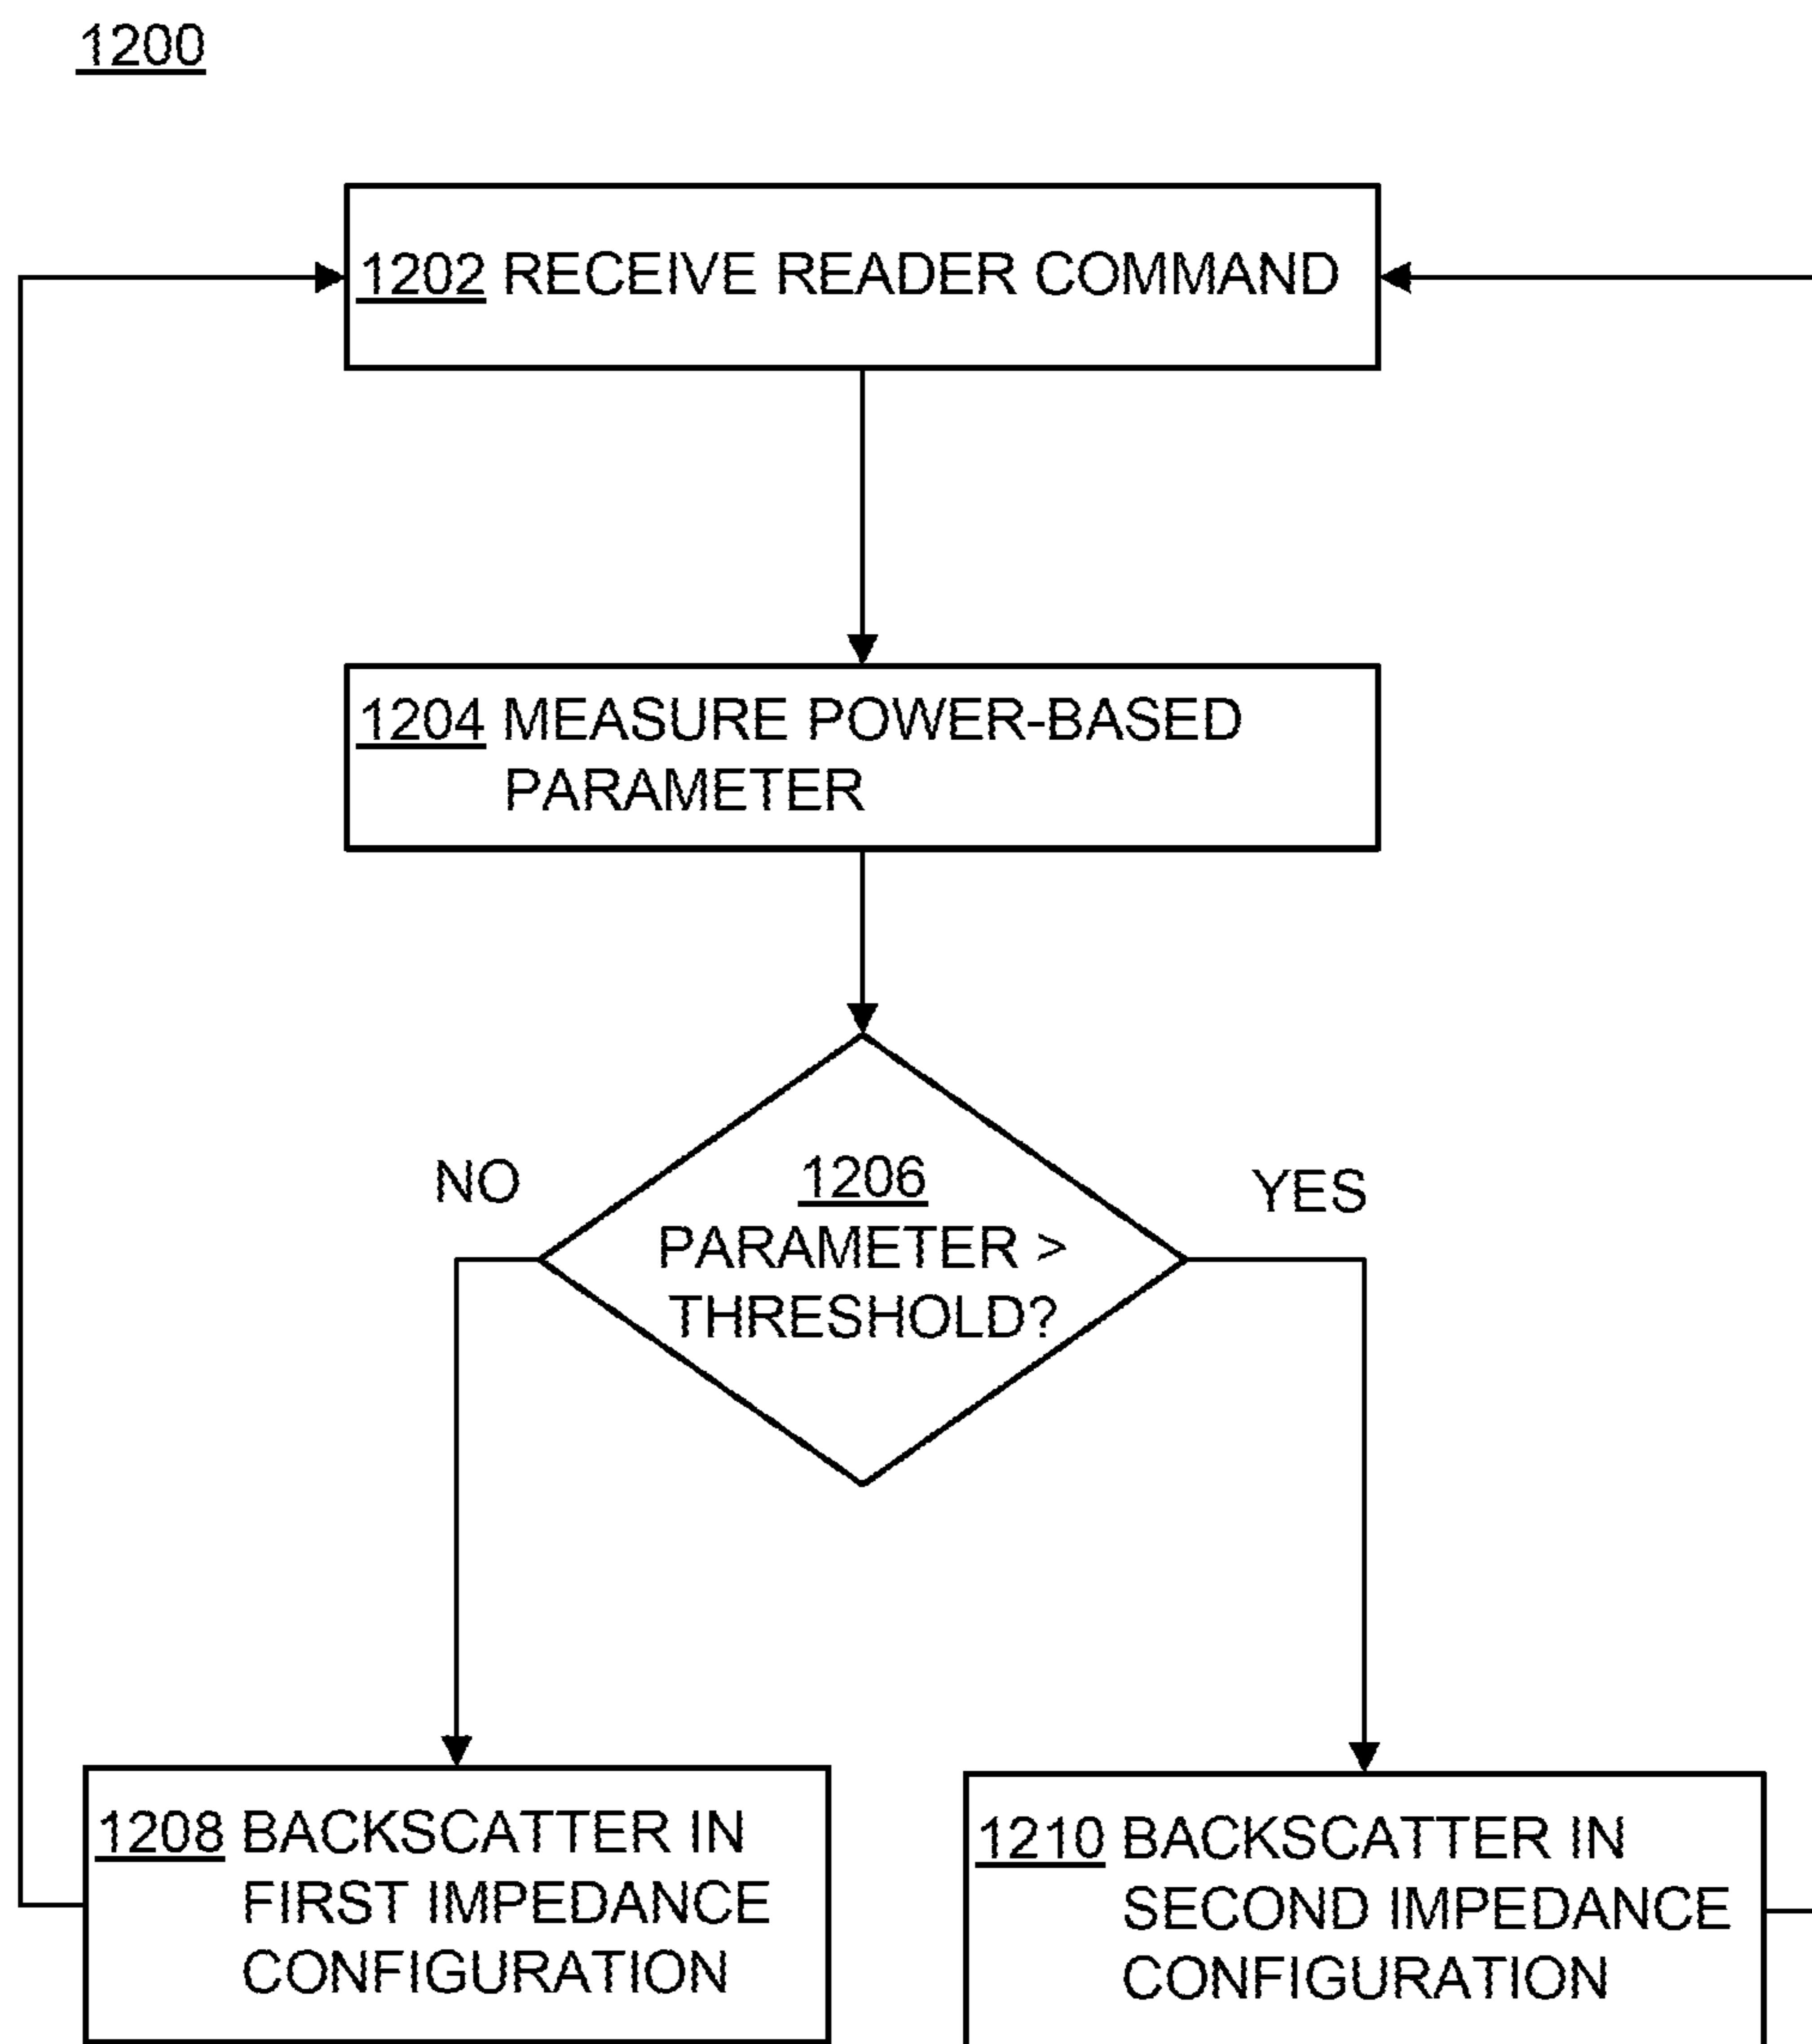 1200
1202 RECEIVE READER COMMAND
1204 MEASURE POWER-BASED
PARAMETER
NO
1206
YES
PARAMETER >
THRESHOLD?
1208 BACKSCATTER IN
FIRST IMPEDANCE
CONFIGURATION
1210 BACKSCATTER IN
SECOND IMPEDANCE
CONFIGURATION